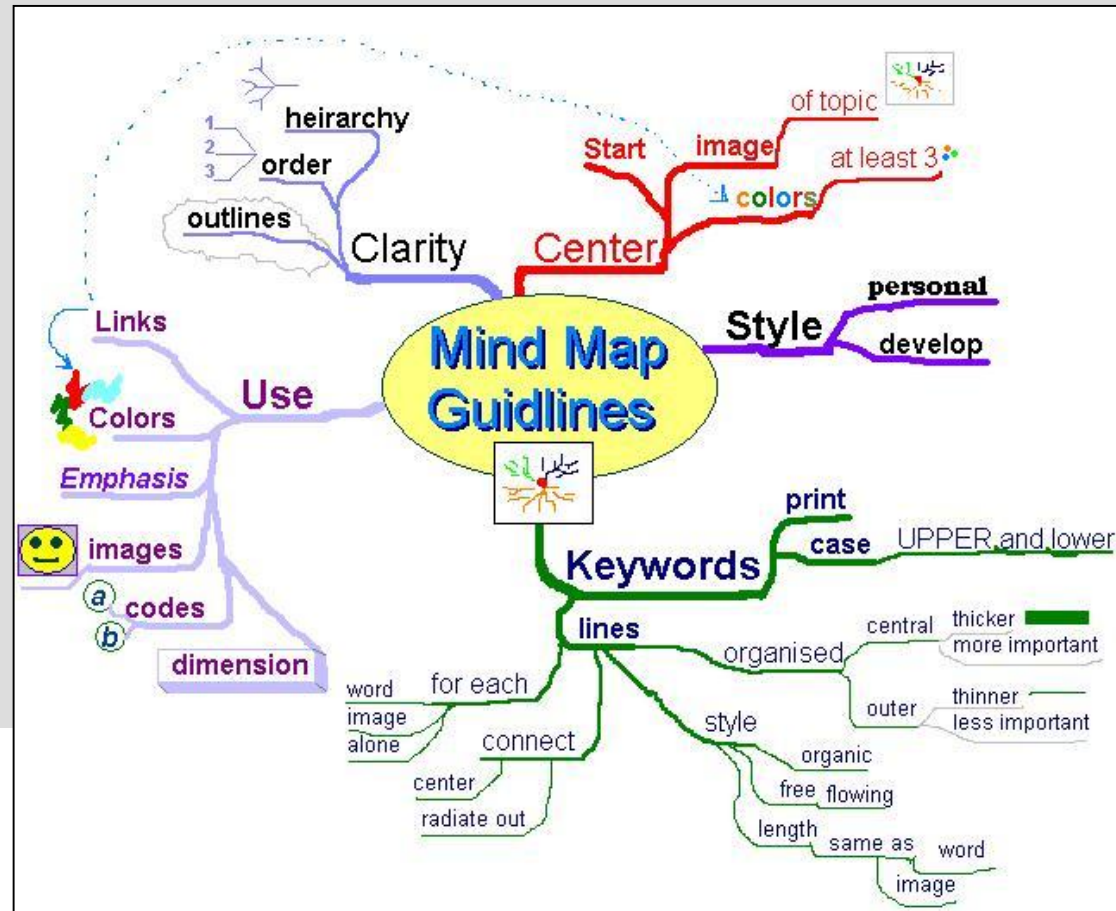 Mind Map
Guidlines
Center
Start
image
of topic
colors
at least 3
Style
personal
develop
Keywords
print
case
UPPER and lower
lines
organised
central
thicker
more important
outer
thinner
less important
style
organic
free flowing
length
same as
word
image
connect
center
radiate out
for each
word
image
alone
Use
Links
Colors
Emphasis
images
codes
a
b
dimension
Clarity
heirarchy
order
1
2
3
outlines